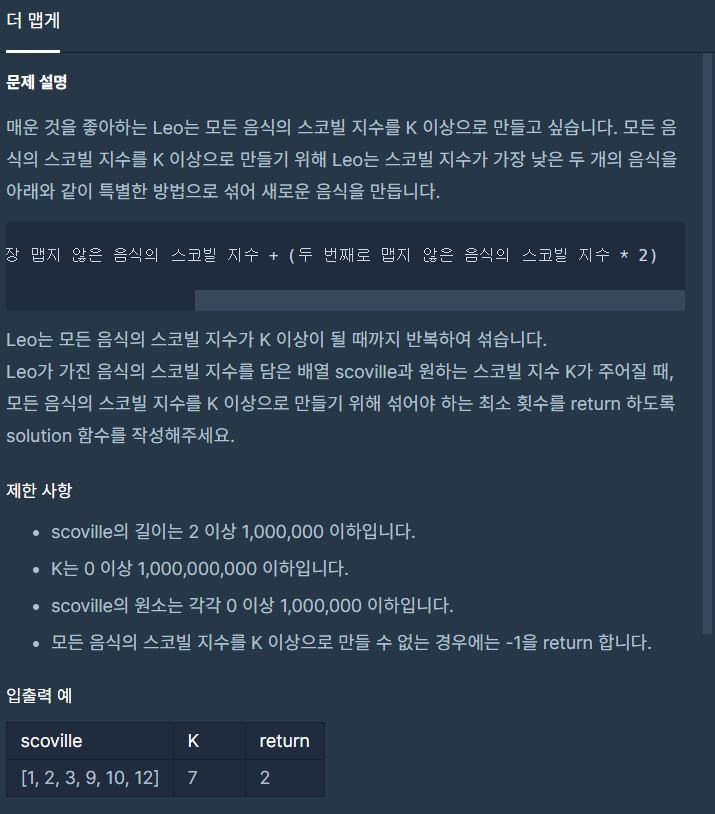 더 맵게
문제 설명
매운 것을 좋아하는 Leo는 모든 음식의 스코빌 지수를 K 이상으로 만들고 싶습니다. 모든 음
식의 스코빌 지수를 K 이상으로 만들기 위해 Leo는 스코빌 지수가 가장 낮은 두 개의 음식을
아래와 같이 특별한 방법으로 섞어 새로운 음식을 만듭니다.
장 맵지 않은 음식의 스코빌 지수 + (두 번째로 맵지 않은 음식의 스코빌 지수 * 2)
Leo는 모든 음식의 스코빌 지수가 K 이상이 될 때까지 반복하여 섞습니다.
Leo가 가진 음식의 스코빌 지수를 담은 배열 scoville과 원하는 스코빌 지수 K가 주어질 때,
모든 음식의 스코빌 지수를 K 이상으로 만들기 위해 섞어야 하는 최소 횟수를 return 하도록
solution 함수를 작성해주세요.
제한 사항
• scoville의 길이는 2 이상 1,000,000 이하입니다.
• K는 0 이상 1,000,000,000 이하입니다.
• scoville의 원소는 각각 0 이상 1,000,000 이하입니다.
• 모든 음식의 스코빌 지수를 K 이상으로 만들 수 없는 경우에는 -1을 return 합니다.
입출력 예
scoville K return
[1, 2, 3, 9, 10, 12] 7 2